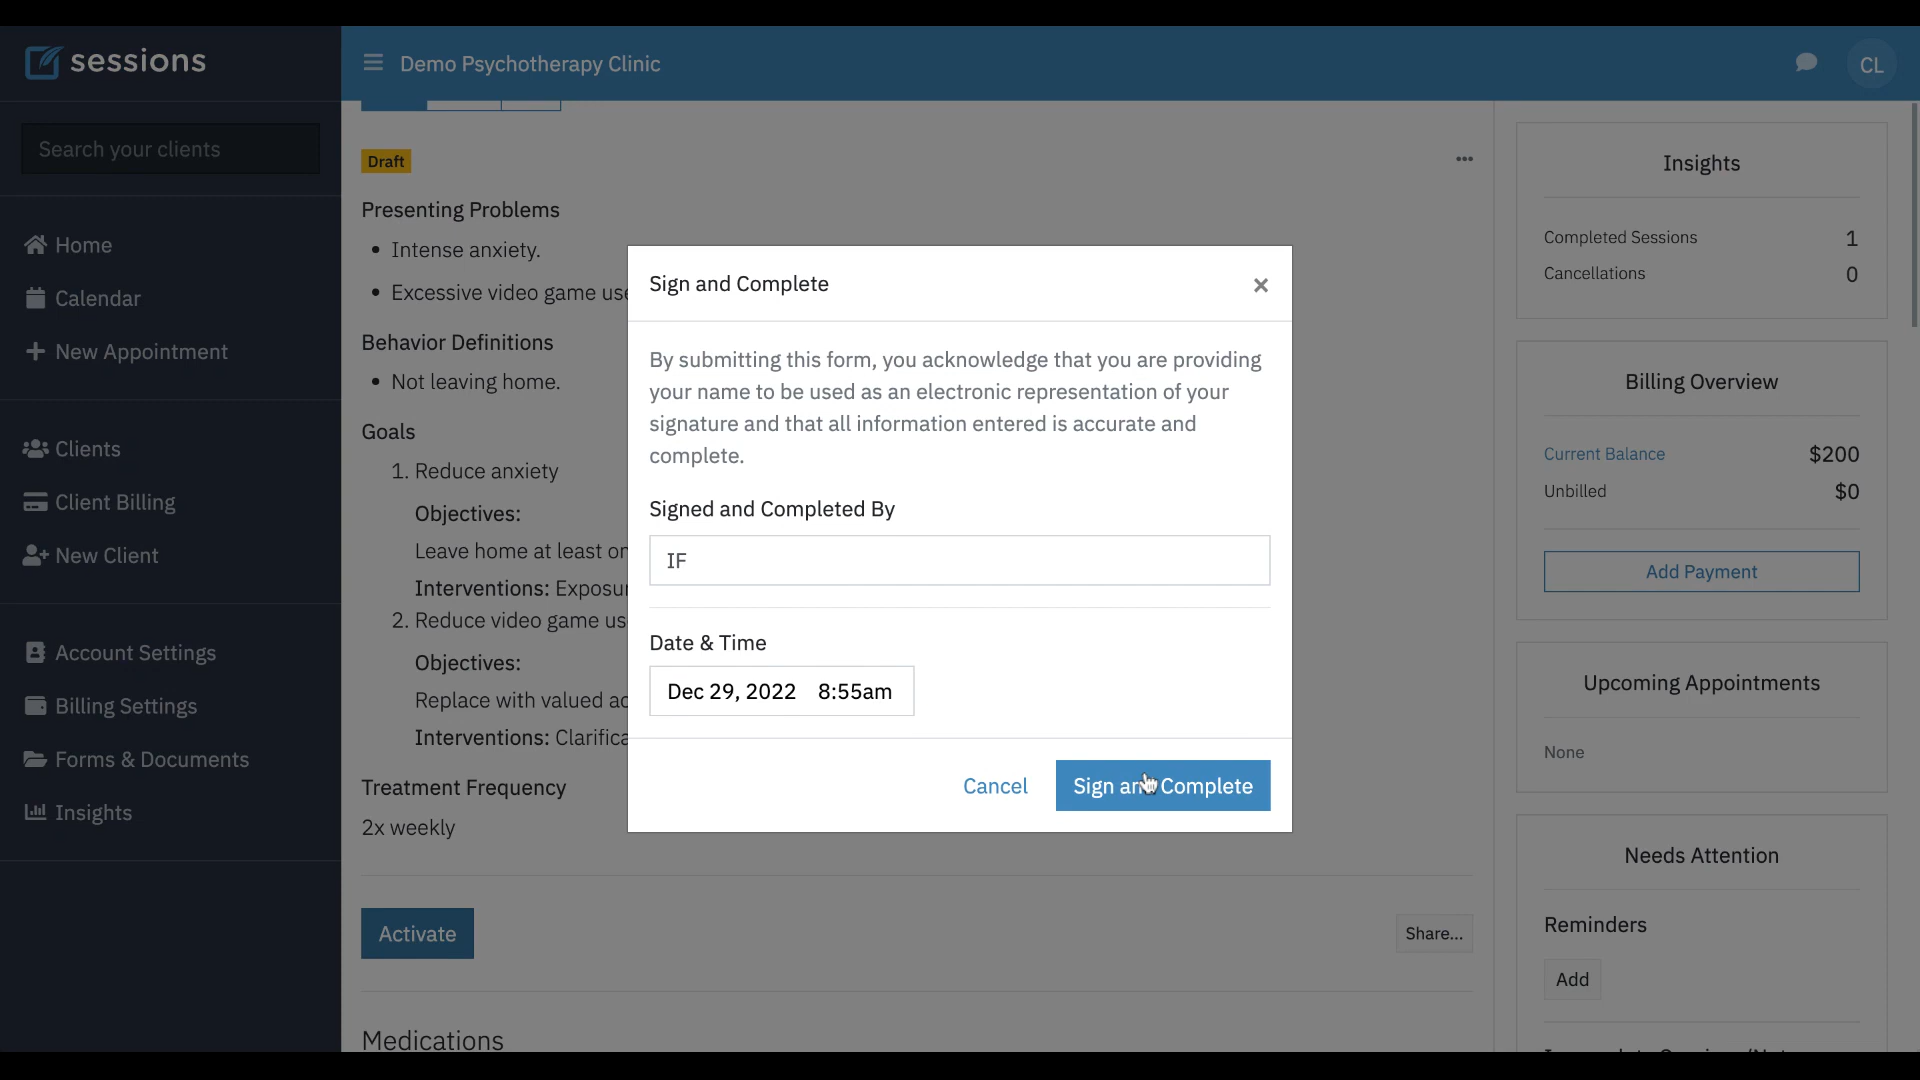 sessions
Demo Psychotherapy Clinic
CL
Search your clients
Home
Calendar
New Appointment
Clients
Client Billing
New Client
Account Settings
Billing Settings
Forms & Documents
Insights
Draft
Presenting Problems
Intense anxiety.
Excessive video game use
Behavior Definitions
Not leaving home.
Goals
1. Reduce anxiety
Objectives:
Leave home at least
Interventions:
2. Reduce video game
Objectives:
Replace with valued
Interventions:
Treatment Frequency
2x weekly
Activate
Share...
Medications
Sign and Complete
×
By submitting this form, you acknowledge that you are providing
your name to be used as an electronic representation of your
signature and that all information entered is accurate and
complete.
Signed and Completed By
IF
Date & Time
Dec 29, 2022 8:55am
Cancel
Sign and Complete
Insights
Completed Sessions 1
Cancellations 0
Billing Overview
Current Balance $200
Unbilled $0
Add Payment
Upcoming Appointments
None
Needs Attention
Reminders
Add